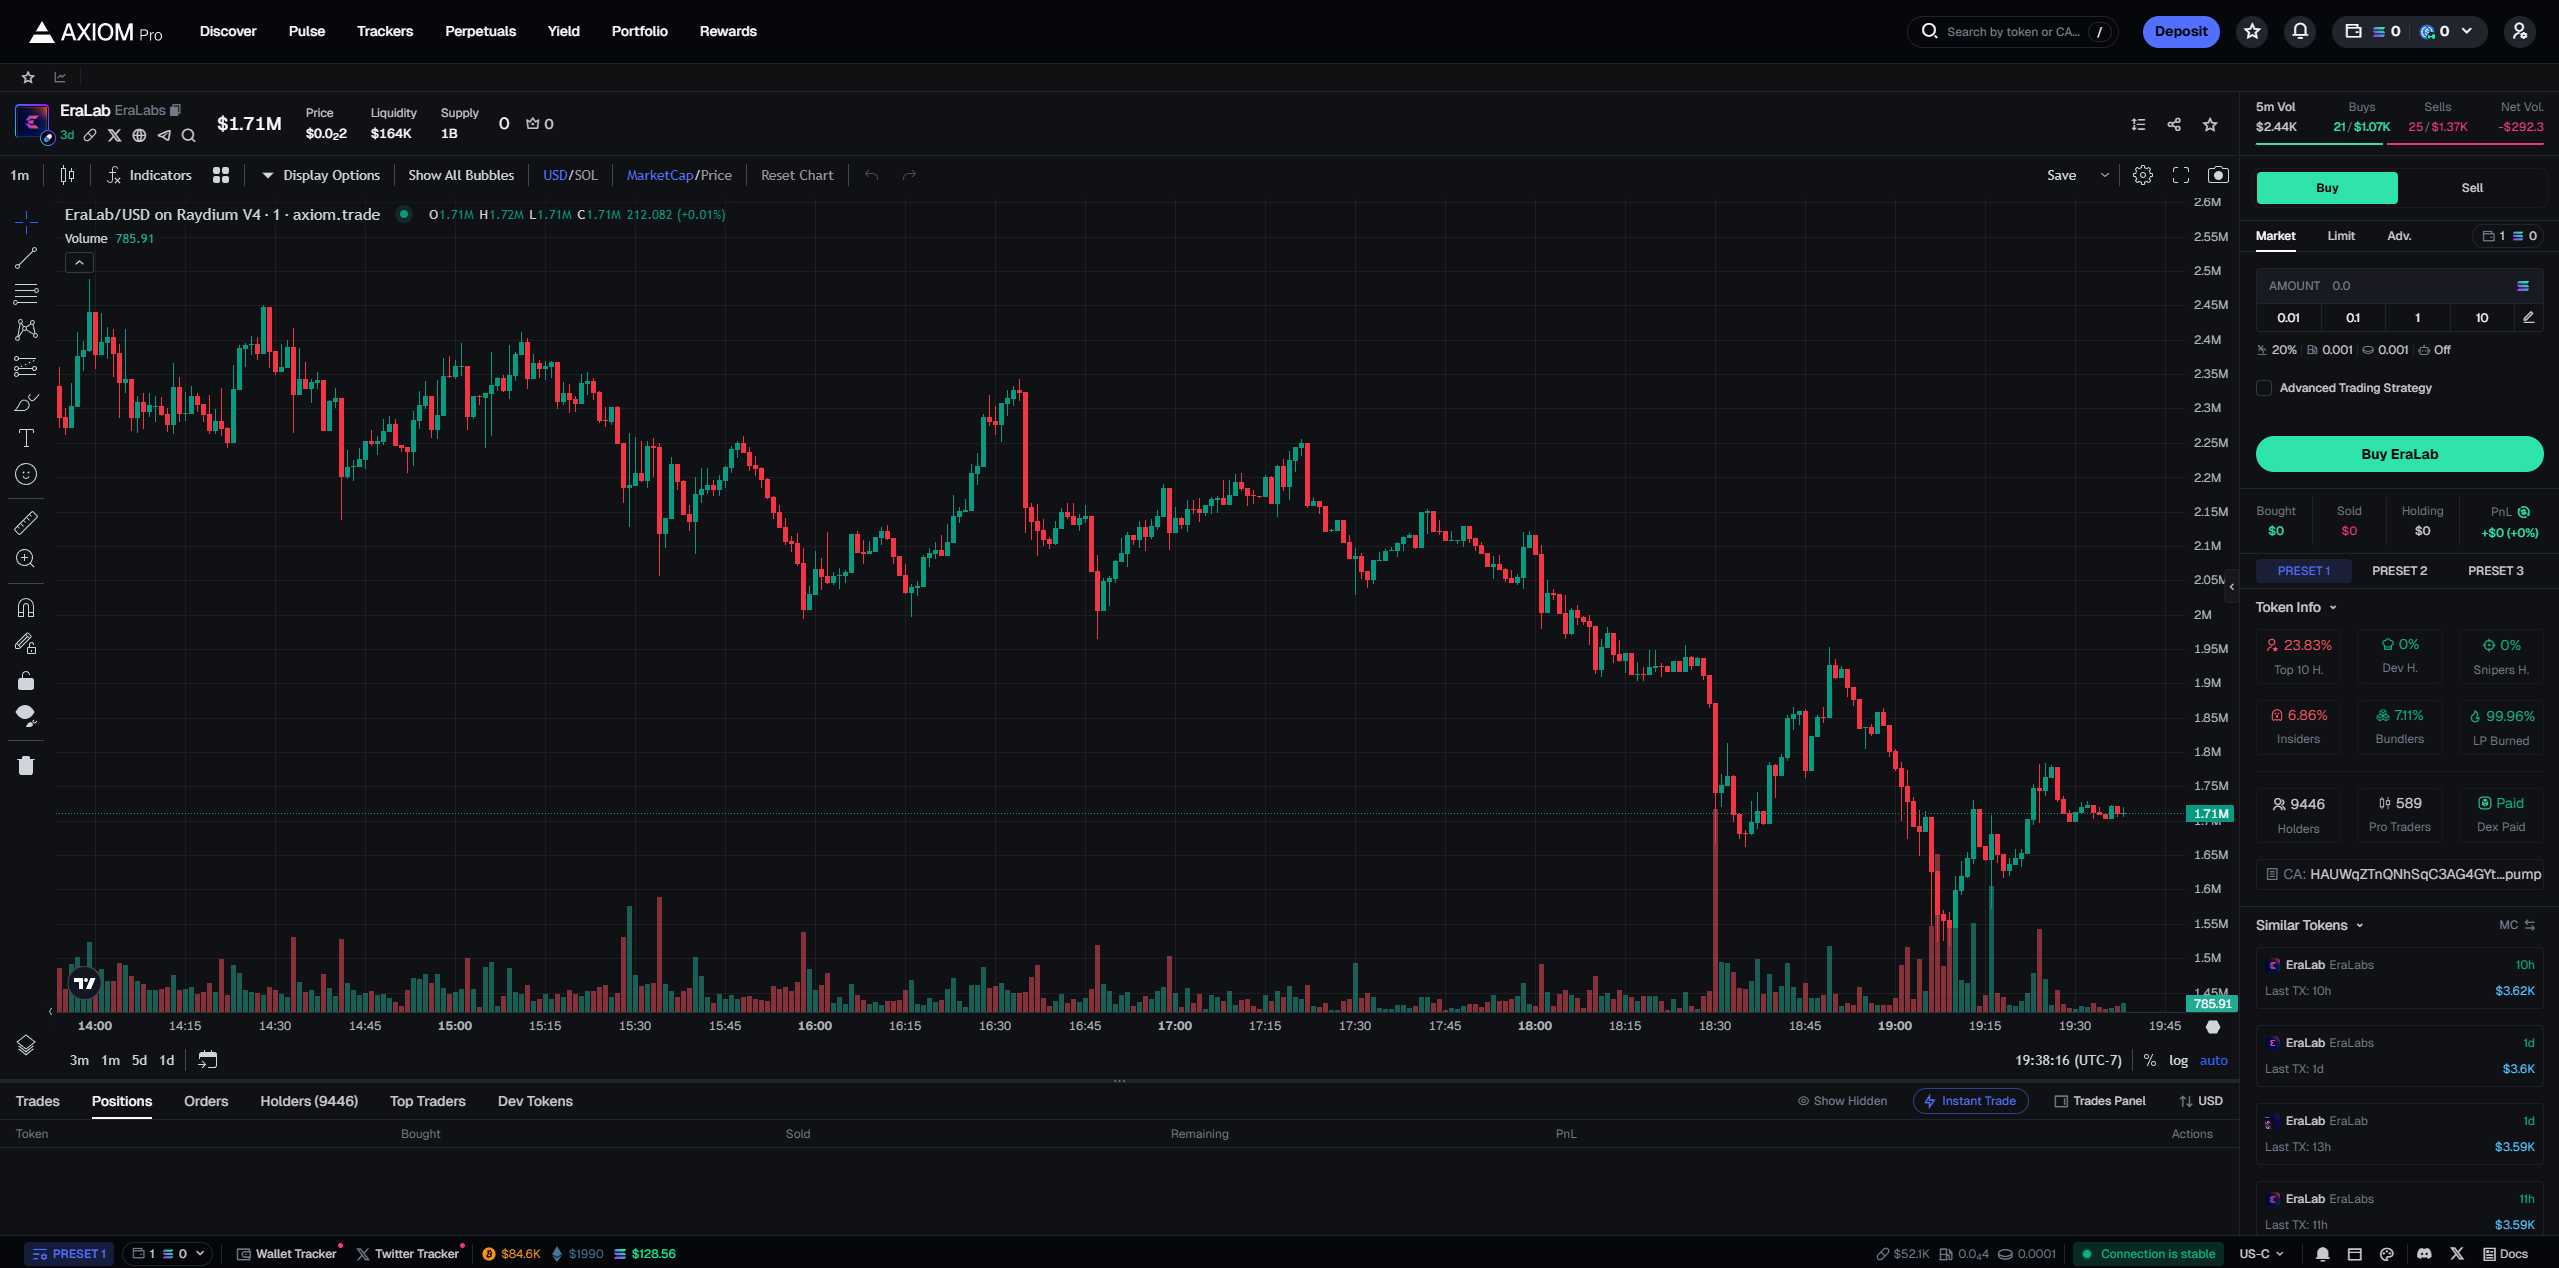 AXIOM Pro
Discover Pulse Trackers Perpetuals Yield Portfolio Rewards
Search by token or CA... /
Deposit
0 0
EraLab EraLabs
3d
$1.71M
Price
$0.0₂2
Liquidity
$164K
Supply
1B
0 0
5m Vol Buys Sells Net Vol.
$2.44K 21 / $1.07K 25 / $1.37K -$292.3
1m Indicators Display Options Show All Bubbles USD/SOL MarketCap/Price Reset Chart Save
EraLab/USD on Raydium V4 · 1 · axiom.trade O1.71M H1.72M L1.71M C1.71M 212.082 (+0.01%)
Volume 785.91
2.6M
2.55M
2.5M
2.45M
2.4M
2.35M
2.3M
2.25M
2.2M
2.15M
2.1M
2.05M
2M
1.95M
1.9M
1.85M
1.8M
1.75M
1.71M
1.7M
1.65M
1.6M
1.55M
1.5M
1.45M
785.91
14:00 14:15 14:30 14:45 15:00 15:15 15:30 15:45 16:00 16:15 16:30 16:45 17:00 17:15 17:30 17:45 18:00 18:15 18:30 18:45 19:00 19:15 19:30 19:45
3m 1m 5d 1d
19:38:16 (UTC-7) % log auto
Buy Sell
Market Limit Adv. 1 0
AMOUNT 0.0
0.01 0.1 1 10
20% 0.001 0.001 Off
Advanced Trading Strategy
Buy EraLab
Bought Sold Holding PnL
$0 $0 $0 +$0 (+0%)
PRESET 1 PRESET 2 PRESET 3
Token Info
23.83% 0% 0%
Top 10 H. Dev H. Snipers H.
6.86% 7.11% 99.96%
Insiders Bundlers LP Burned
9446 589 Paid
Holders Pro Traders Dex Paid
CA: HAUWqZTnQNhSqC3AG4GYt...pump
Similar Tokens MC
EraLab EraLabs 10h
Last TX: 10h $3.62K
EraLab EraLabs 1d
Last TX: 1d $3.6K
EraLab EraLab 1d
Last TX: 13h $3.59K
EraLab EraLabs 11h
Last TX: 11h $3.59K
Trades Positions Orders Holders (9446) Top Traders Dev Tokens
Show Hidden Instant Trade Trades Panel USD
Token Bought Sold Remaining PnL Actions
PRESET 1 1 0 Wallet Tracker Twitter Tracker $84.6K $1990 $128.56
$52.1K 0.0₄4 0.0001 Connection is stable US-C Docs